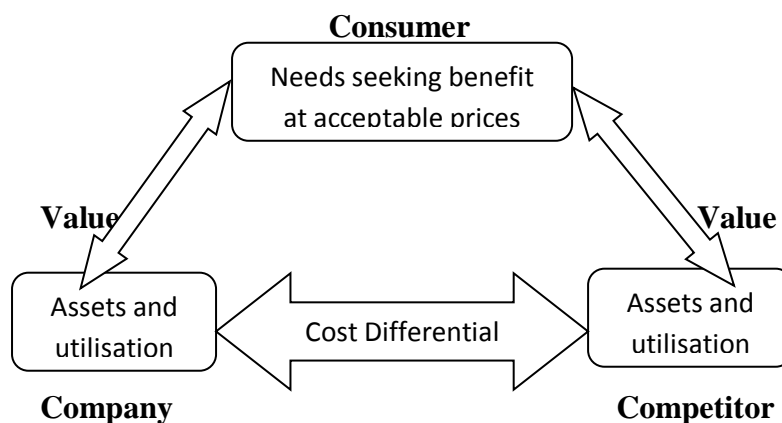 Consumer
Needs seeking benefit
at acceptable prices
Value
Value
Assets and
utilisation
Cost Differential
Assets and
utilisation
Company
Competitor